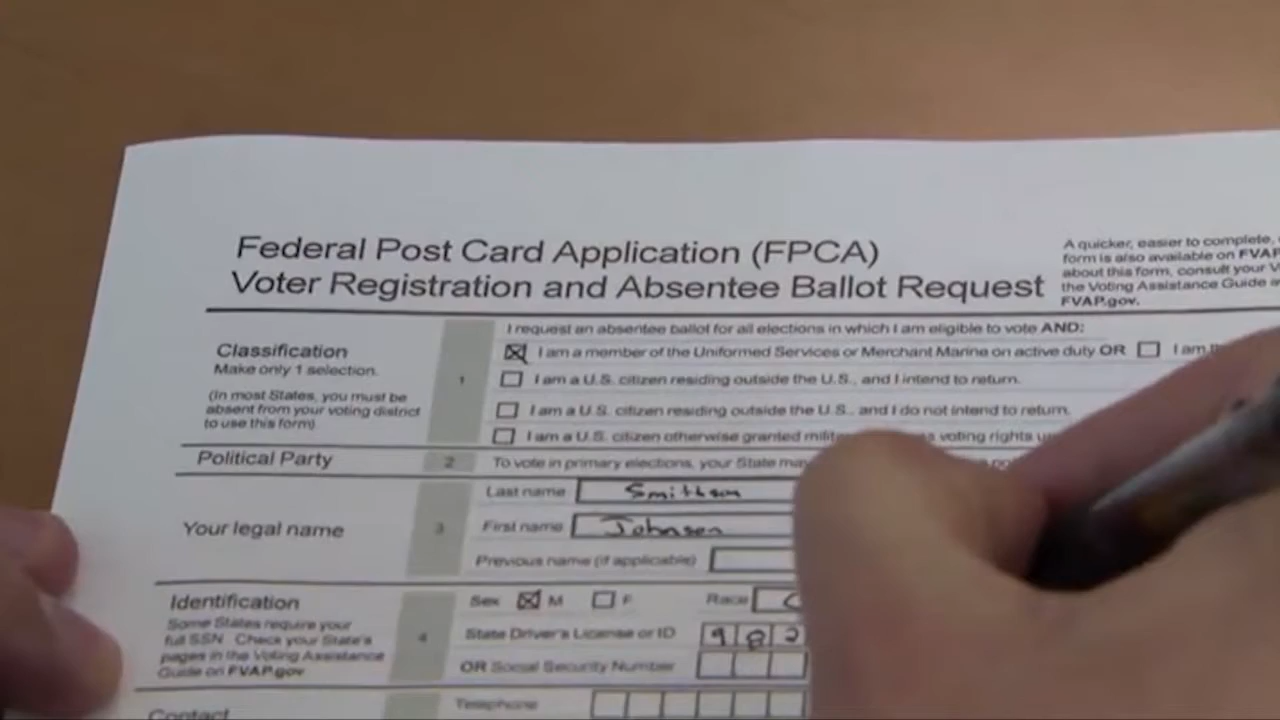 Federal Post Card Application (FPCA)
Voter Registration and Absentee Ballot Request
A quicker, easier to complete,
form is also available on FVAP
about this form, consult your V
the Voting Assistance Guide
FVAP.gov.
Classification
Make only 1 selection.
(In most States, you must be
absent from your voting district
to use this form)
1
I request an absentee ballot for all elections in which I am eligible to vote AND:
I am a member of the Uniformed Services or Merchant Marine on active duty OR I am
I am a U.S. citizen residing outside the U.S., and I intend to return.
I am a U.S. citizen residing outside the U.S., and I do not intend to return.
I am a U.S. citizen otherwise granted voting rights
Political Party 2 To vote in primary elections, your State may
Your legal name 3
Last name Smithson
First name Johnson
Previous name (if applicable)
Identification
Some States require your
full SSN. Check your State's
pages in the Voting Assistance
Guide on FVAP.gov
4
Sex M F Race C
State Driver's License or ID 982
OR Social Security Number
Contact
Telephone